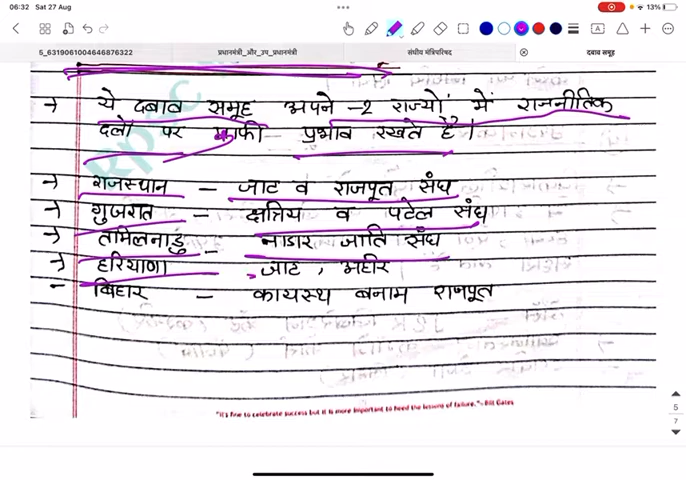 06:32 Sat 27 Aug
13%
5_6319061004646876322
प्रधानमंत्री_और_उप_प्रधानमंत्री
संघीय मंत्रिपरिषद
दबाव समूह
→ ये दबाव समूह अपने -2 राज्यों में राजनीतिक
दलों पर काफी प्रभाव रखते है।
→ राजस्थान - जाट व राजपूत संघ
→ गुजरात - क्षत्रिय व पटेल संघ
→ तामिलनाडु - नाडार जाति संघ
→ हरियाणा - जाट, अहीर
- बिहार - कायस्थ बनाम राजपूत
"It's fine to celebrate success but it is more important to heed the lessons of failure."– Bill Gates
5
7